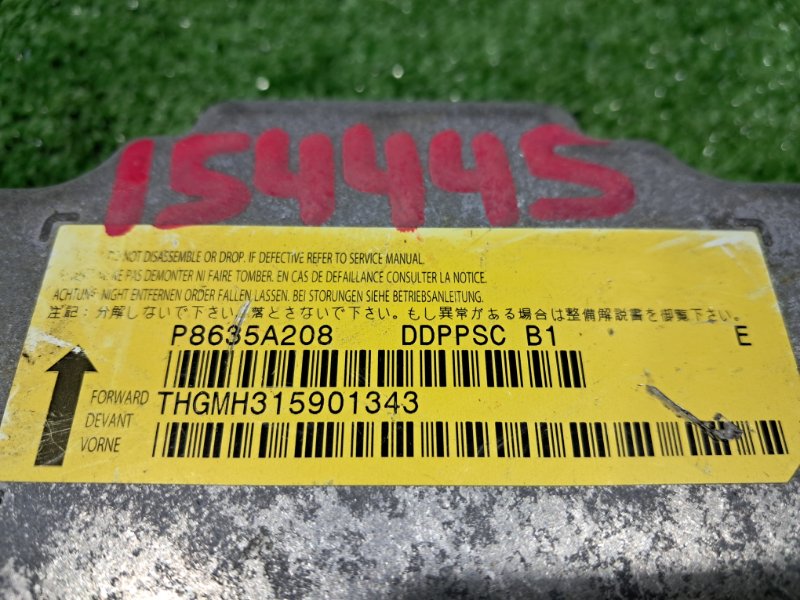 154445
NOT DISASSEMBLE OR DROP. IF DEFECTIVE REFER TO SERVICE MANUAL.
NE PAS DEMONTER NI FAIRE TOMBER. EN CAS DE DEFAILLANCE CONSULTER LA NOTICE.
ACHTUNG: NIGHT ENTFERNEN ORDER FALLEN LASSEN. BEI STORUNGEN SIEHE BETRIEBSANLEITUNG.
注記：分解しないで下さい。落とさないで下さい。もし異常がある場合は整備解説書を御覧下さい。
P8635A208 DDPPSC B1 E
FORWARD THGMH315901343
DEVANT
VORNE